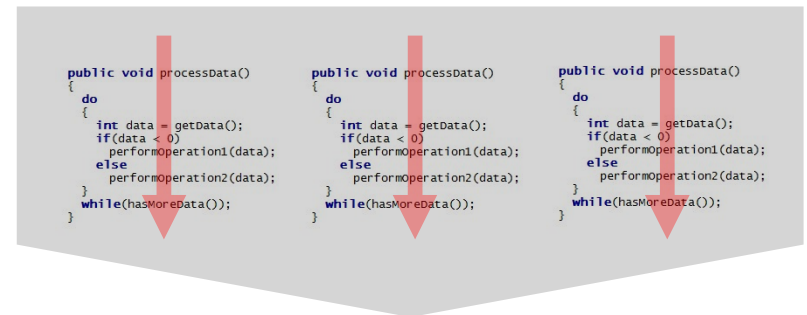 public void processData()
{
  do
  {
    int data = getData();
    if(data < 0)
      performOperation1(data);
    else
      performOperation2(data);
  }
  while(hasMoreData());
}
public void processData()
{
  do
  {
    int data = getData();
    if(data < 0)
      performOperation1(data);
    else
      performOperation2(data);
  }
  while(hasMoreData());
}
public void processData()
{
  do
  {
    int data = getData();
    if(data < 0)
      performOperation1(data);
    else
      performOperation2(data);
  }
  while(hasMoreData());
}